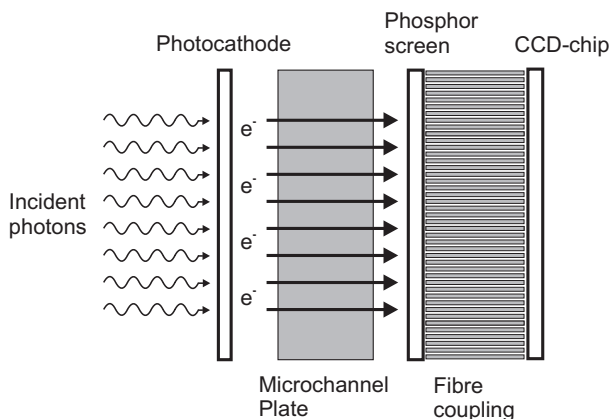 Photocathode
Phosphor
screen
CCD-chip
Incident
photons
e-
e-
e-
e-
Microchannel
Plate
Fibre
coupling